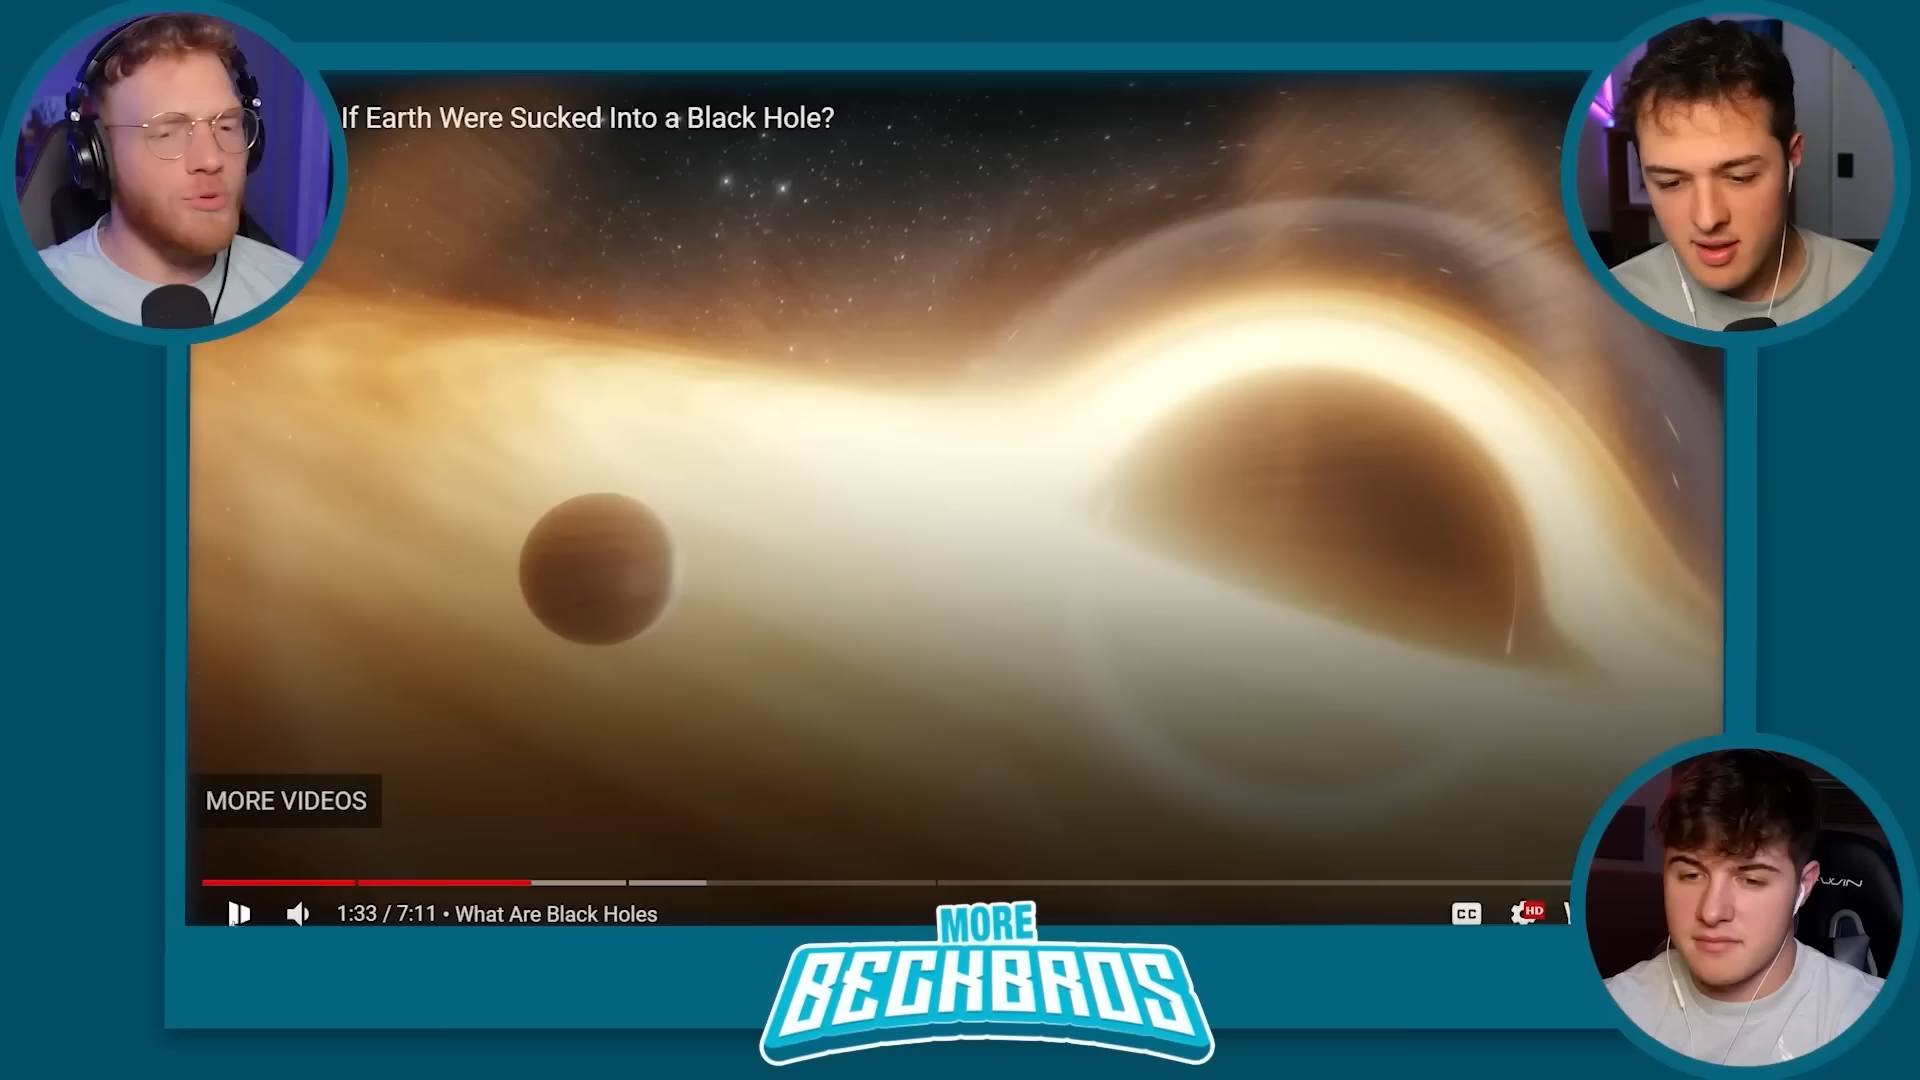 If Earth Were Sucked Into a Black Hole?
MORE VIDEOS
1:33 / 7:11 • What Are Black Holes
CC
HD
MORE
BECKBROS